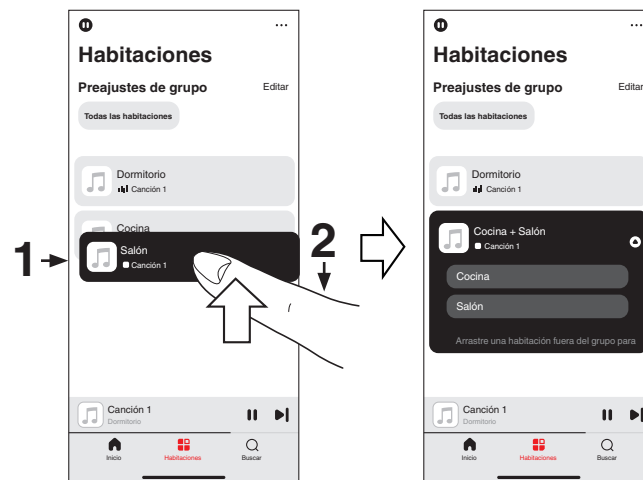 Habitaciones
Preajustes de grupo Editar
Todas las habitaciones
Dormitorio
Canción 1
Cocina
Salón
Canción 1
1
2
Canción 1
Dormitorio
Inicio Habitaciones Buscar
Habitaciones
Preajustes de grupo Editar
Todas las habitaciones
Dormitorio
Canción 1
Cocina + Salón
Canción 1
Cocina
Salón
Arrastre una habitación fuera del grupo para
Canción 1
Dormitorio
Inicio Habitaciones Buscar